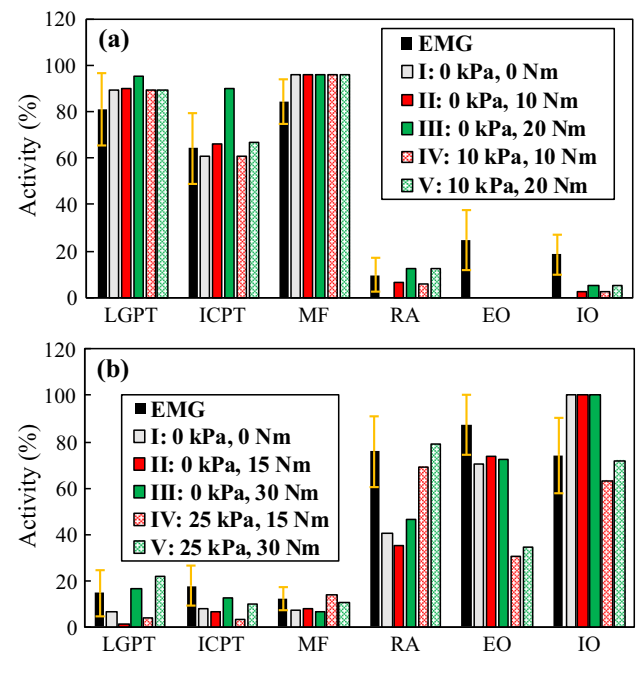 120
(a)
100
80
60
40
20
0
Activity (%)
EMG
I: 0 kPa, 0 Nm
II: 0 kPa, 10 Nm
III: 0 kPa, 20 Nm
IV: 10 kPa, 10 Nm
V: 10 kPa, 20 Nm
LGPT ICPT MF RA EO IO
120
(b)
100
80
60
40
20
0
Activity (%)
EMG
I: 0 kPa, 0 Nm
II: 0 kPa, 15 Nm
III: 0 kPa, 30 Nm
IV: 25 kPa, 15 Nm
V: 25 kPa, 30 Nm
LGPT ICPT MF RA EO IO